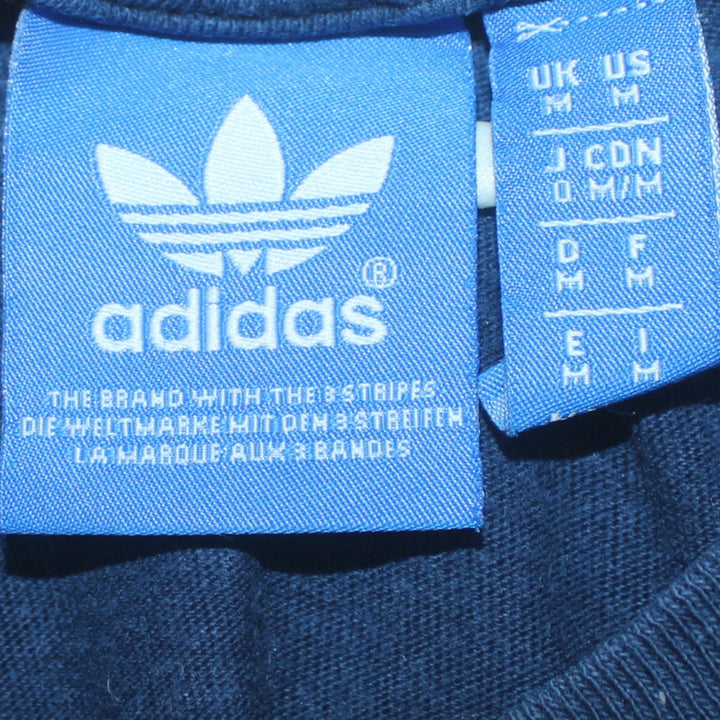 adidas®
THE BRAND WITH THE 3 STRIPES
DIE WELTMARKE MIT DEN 3 STREIFEN
LA MARQUE AUX 3 BANDES
UK US
M M
J CDN
O M/M
D F
M M
E I
M M